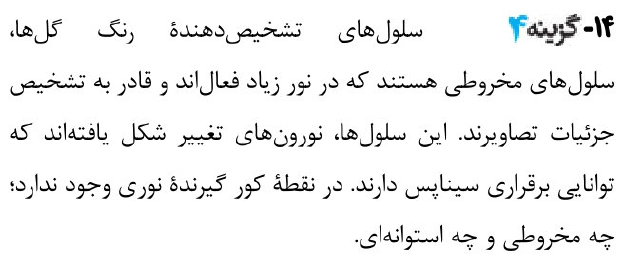 ۱۴- گزینه ۴ سلول‌های تشخیص‌دهندهٔ رنگ گل‌ها،
سلول‌های مخروطی هستند که در نور زیاد فعال‌اند و قادر به تشخیص
جزئیات تصاویرند. این سلول‌ها، نورون‌های تغییر شکل یافته‌اند که
توانایی برقراری سیناپس دارند. در نقطهٔ کور گیرندهٔ نوری وجود ندارد؛
چه مخروطی و چه استوانه‌ای.